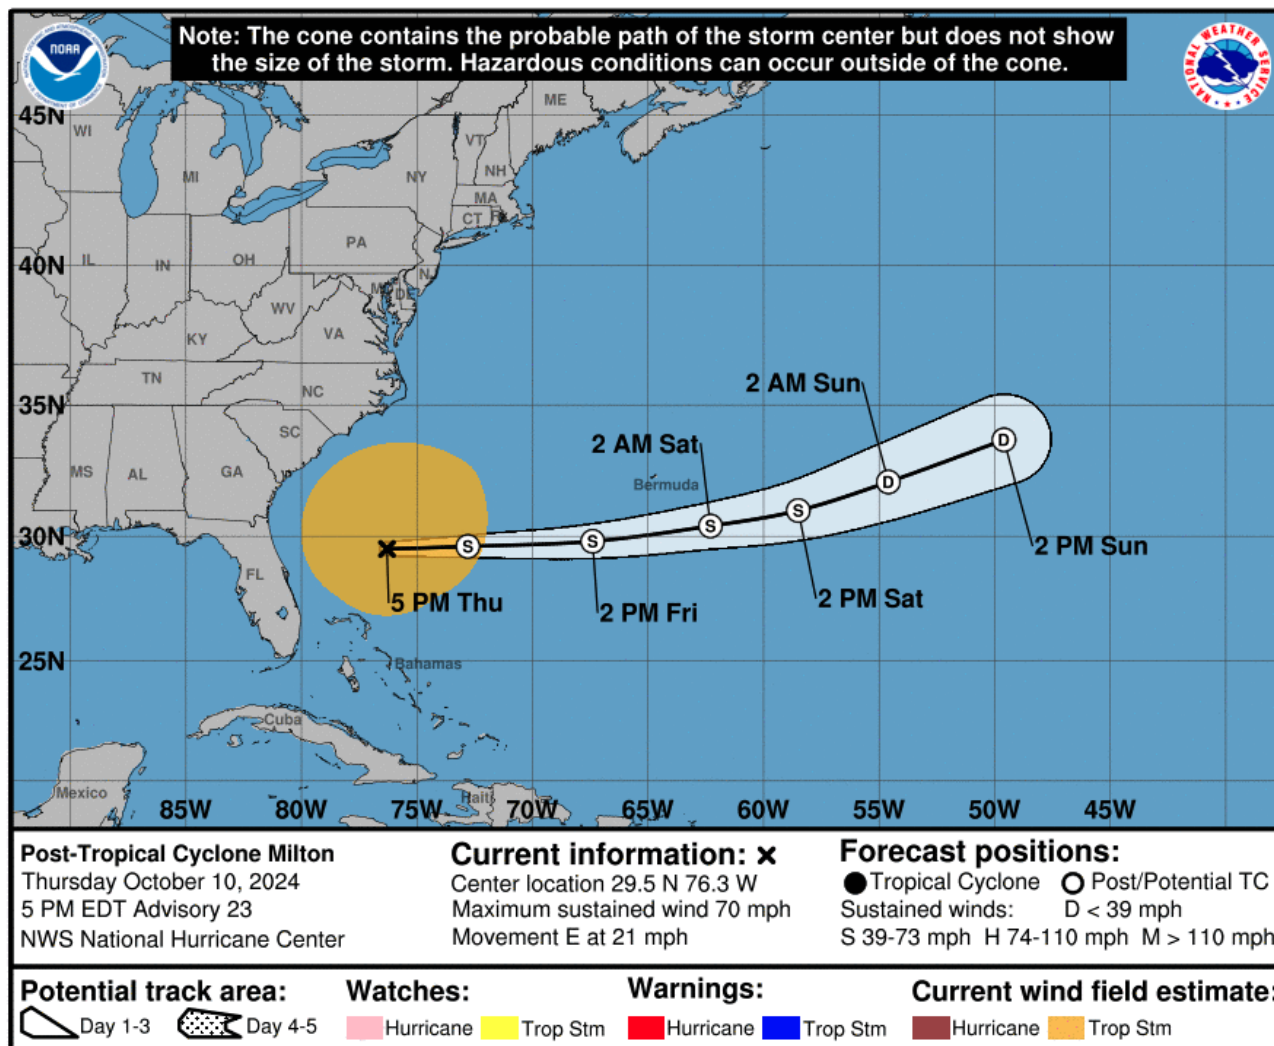 Note: The cone contains the probable path of the storm center but does not show
the size of the storm. Hazardous conditions can occur outside of the cone.
NOAA
NATIONAL WEATHER SERVICE
45N
WI
ME
VT
NH
MI
NY
MA
CT
40N
IL
IN
OH
PA
WV
KY
VA
TN
NC
35N
SC
MS
AL
GA
2 AM Sun
2 AM Sat
Bermuda
D
D
S
S
S
S
30N
2 PM Sun
2 PM Sat
2 PM Fri
5 PM Thu
FL
25N
Bahamas
Cuba
Mexico
Haiti
85W 80W 75W 70W 65W 60W 55W 50W 45W
Post-Tropical Cyclone Milton
Thursday October 10, 2024
5 PM EDT Advisory 23
NWS National Hurricane Center
Current information: ×
Center location 29.5 N 76.3 W
Maximum sustained wind 70 mph
Movement E at 21 mph
Forecast positions:
Tropical Cyclone Post/Potential TC
Sustained winds: D < 39 mph
S 39-73 mph H 74-110 mph M > 110 mph
Potential track area:
Day 1-3 Day 4-5
Watches:
Hurricane Trop Stm
Warnings:
Hurricane Trop Stm
Current wind field estimate:
Hurricane Trop Stm